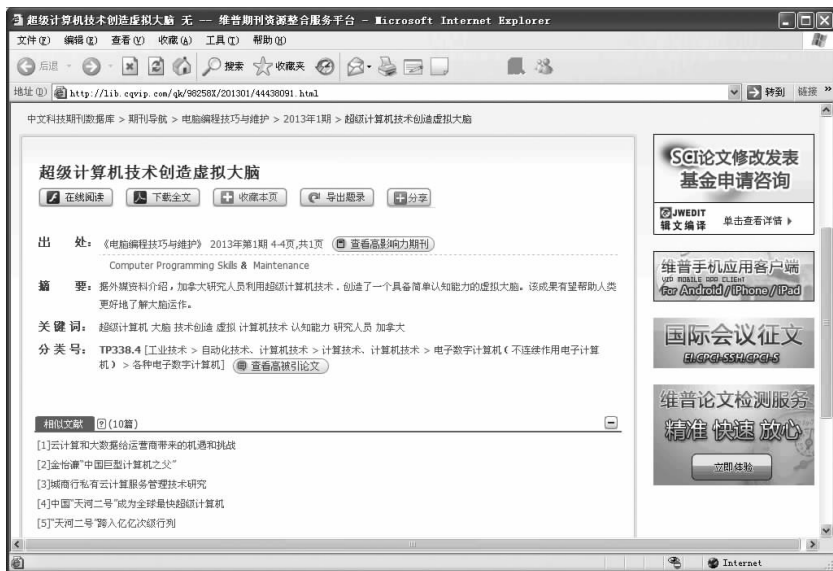 超级计算机技术创造虚拟大脑 无 -- 维普期刊资源整合服务平台 - Microsoft Internet Explorer
文件(F) 编辑(E) 查看(V) 收藏(A) 工具(T) 帮助(H)
后退 搜索 收藏夹
地址(D) http://lib.cqvip.com/qk/98258X/201301/44438091.html 转到 链接 »
中文科技期刊数据库 > 期刊导航 > 电脑编程技巧与维护 > 2013年1期 > 超级计算机技术创造虚拟大脑
超级计算机技术创造虚拟大脑
在线阅读 下载全文 收藏本页 导出题录 分享
出 处: 《电脑编程技巧与维护》 2013年第1期 4-4页,共1页 查看高影响力期刊
Computer Programming Skills & Maintenance
摘 要: 据外媒资料介绍,加拿大研究人员利用超级计算机技术,创造了一个具备简单认知能力的虚拟大脑。该成果有望帮助人类
更好地了解大脑运作。
关 键 词: 超级计算机 大脑 技术创造 虚拟 计算机技术 认知能力 研究人员 加拿大
分 类 号: TP338.4 [工业技术 > 自动化技术、计算机技术 > 计算技术、计算机技术 > 电子数字计算机(不连续作用电子计算
机) > 各种电子数字计算机] 查看高被引论文
相似文献 [?] (10篇)
[1]云计算和大数据给运营商带来的机遇和挑战
[2]金怡濂"中国巨型计算机之父"
[3]城商行私有云计算服务管理技术研究
[4]中国"天河二号"成为全球最快超级计算机
[5]"天河二号"跨入亿亿次级行列
SCI论文修改发表
基金申请咨询
JWEDIT
辑文编译 单击查看详情
维普手机应用客户端
VIP MOBILE APP CLIENT
For Android/iPhone/iPad
国际会议征文
EI.CPCI-SSH.CPCI-S
维普论文检测服务
精准 快速 放心
立即体验
Internet